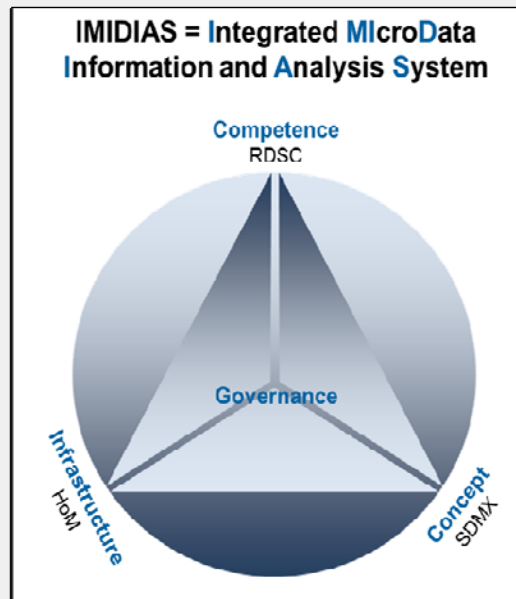 IMIDIAS = Integrated MIcroData
Information and Analysis System
Competence
RDSC
Governance
Infrastructure
HoM
Concept
SDMX